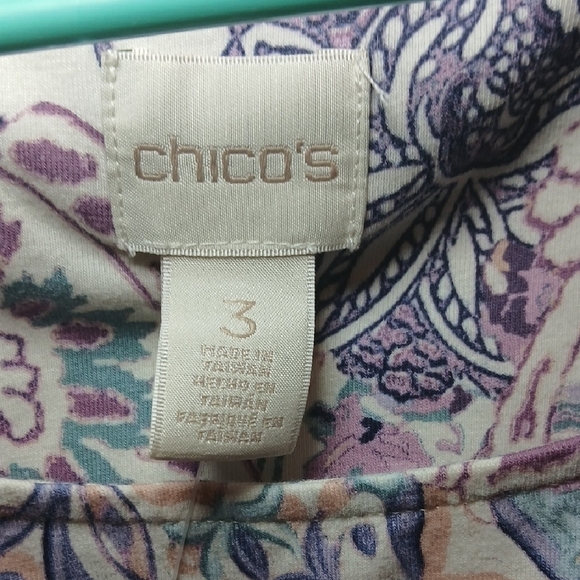 chico's
3
MADE IN
TAIWAN
HECHO EN
TAIWAN
FABRIQUE EN
TAIWAN